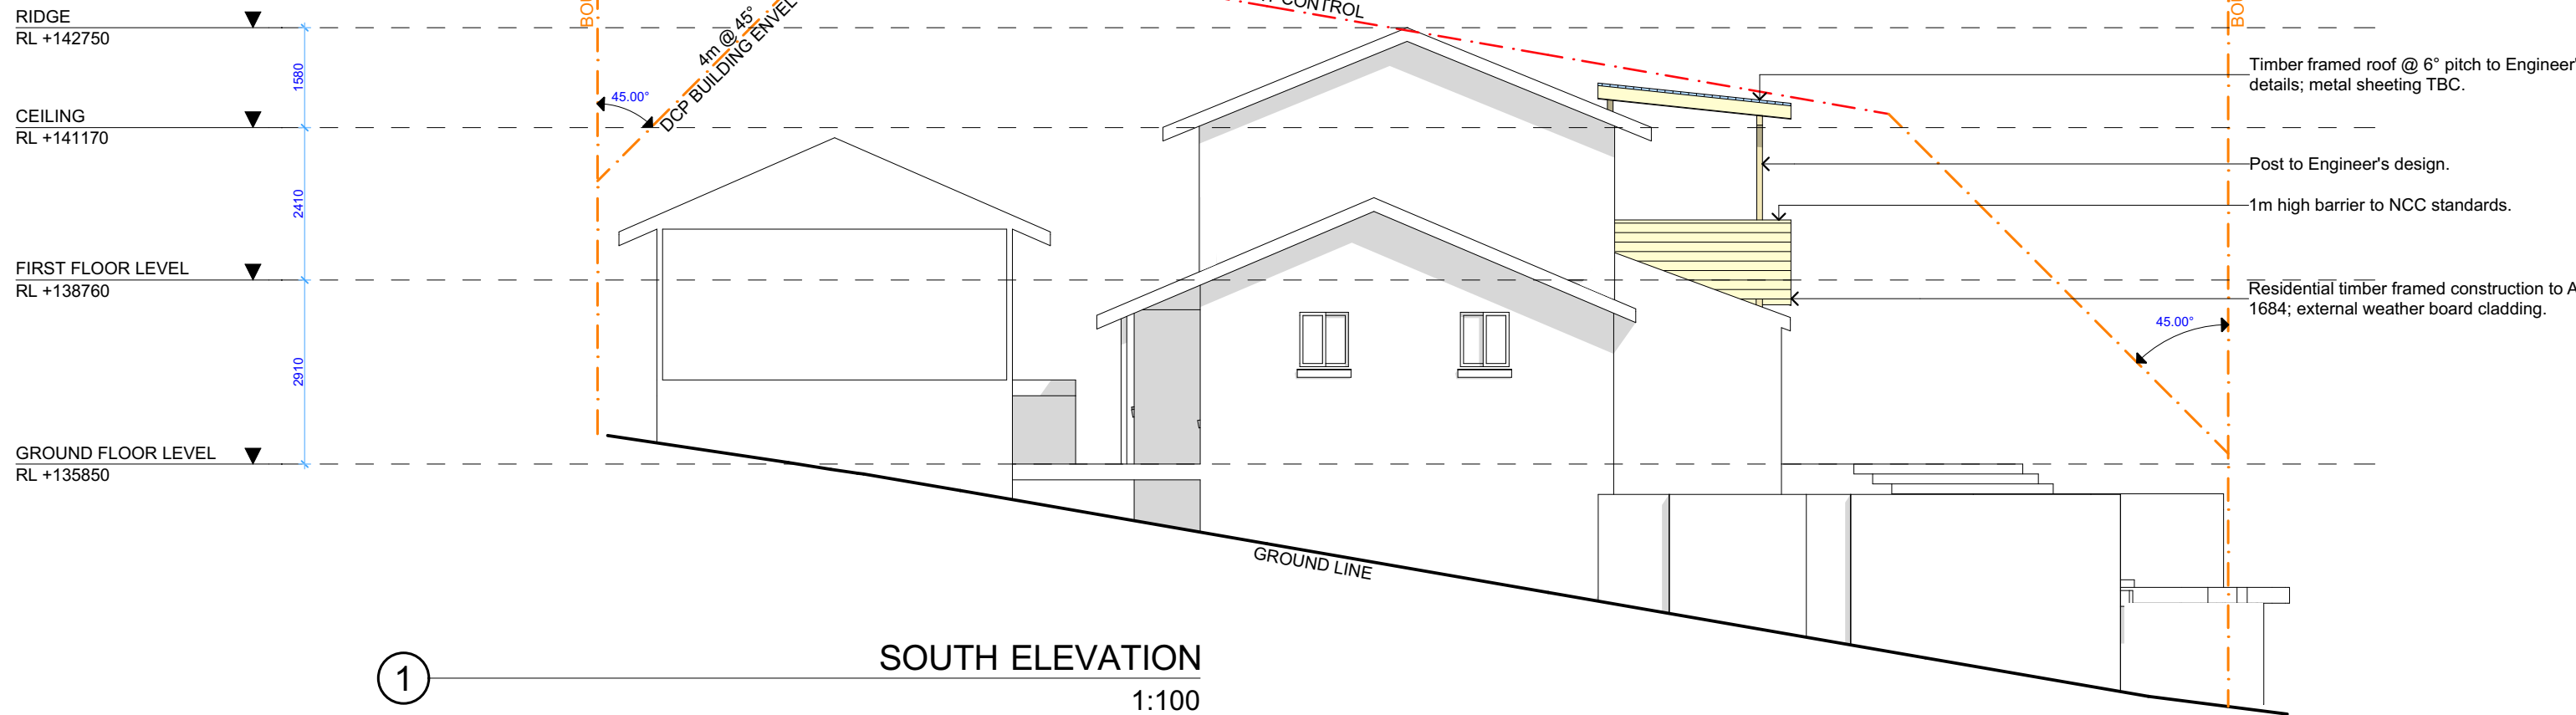 RIDGE
RL +142750
1580
CEILING
RL +141170
2410
FIRST FLOOR LEVEL
RL +138760
2910
GROUND FLOOR LEVEL
RL +135850
45.00°
4m @ 45°
DCP BUILDING
CONTROL
Timber framed roof @ 6° pitch to Engineer'
details; metal sheeting TBC.
Post to Engineer's design.
1m high barrier to NCC standards.
Residential timber framed construction to A
1684; external weather board cladding.
45.00°
GROUND LINE
1
SOUTH ELEVATION
1:100